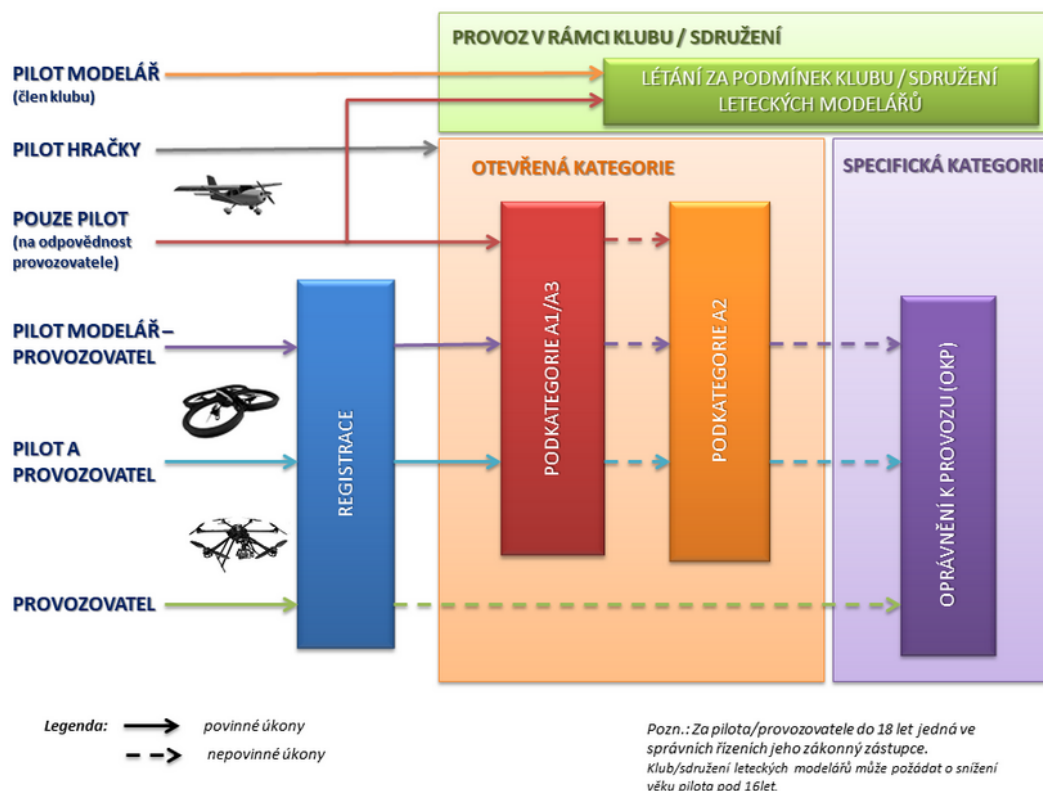 PROVOZ V RÁMCI KLUBU / SDRUŽENÍ
PILOT MODELÁŘ
(člen klubu)
LÉTÁNÍ ZA PODMÍNEK KLUBU / SDRUŽENÍ
LETECKÝCH MODELÁŘŮ
PILOT HRAČKY
OTEVŘENÁ KATEGORIE
SPECIFICKÁ KATEGORIE
POUZE PILOT
(na odpovědnost
provozovatele)
PILOT MODELÁŘ –
PROVOZOVATEL
PILOT A
PROVOZOVATEL
PROVOZOVATEL
REGISTRACE
PODKATEGORIE A1/A3
PODKATEGORIE A2
OPRÁVNĚNÍ K PROVOZU (OKP)
Legenda:
povinné úkony
nepovinné úkony
Pozn.: Za pilota/provozovatele do 18 let jedná ve
správních řízeních jeho zákonný zástupce.
Klub/sdružení leteckých modelářů může požádat o snížení
věku pilota pod 16let.